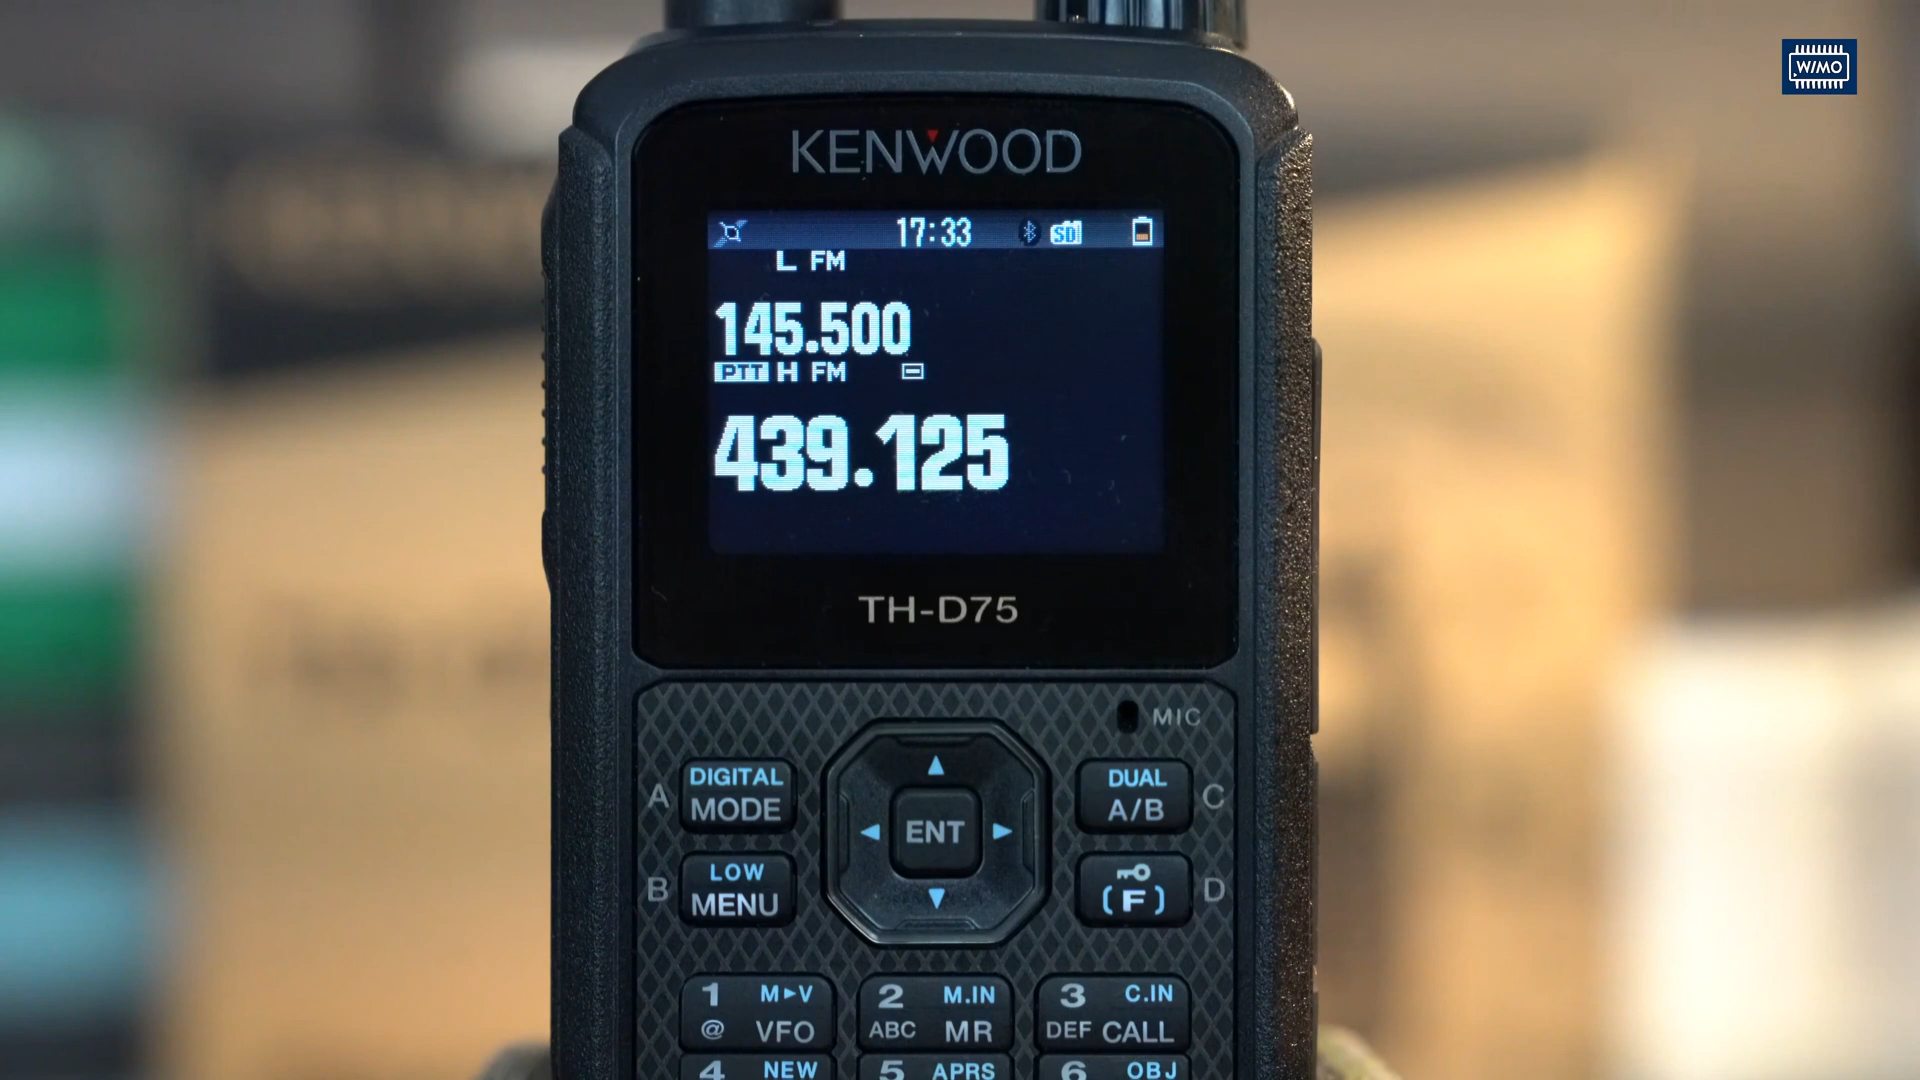 WiMO
KENWOOD
17:33 SD
L FM
145.500
PTT H FM
439.125
TH-D75
MIC
A DIGITAL MODE
DUAL A/B C
ENT
B LOW MENU
(F) D
1 M►V @ VFO
2 M.IN ABC MR
3 C.IN DEF CALL
4 NEW
5 APRS
6 OBJ